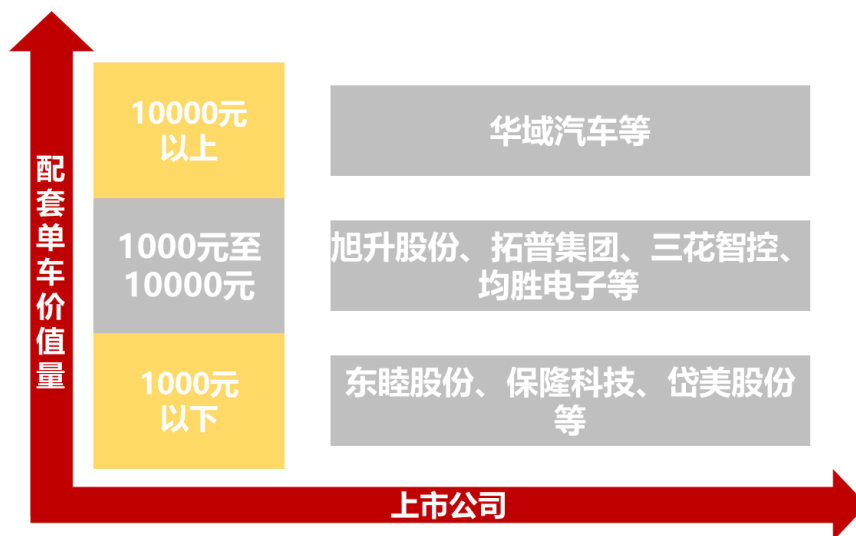 配套单车价值量
10000元
以上
华域汽车等
1000元至
10000元
旭升股份、拓普集团、三花智控、
均胜电子等
1000元
以下
东睦股份、保隆科技、岱美股份
等
上市公司